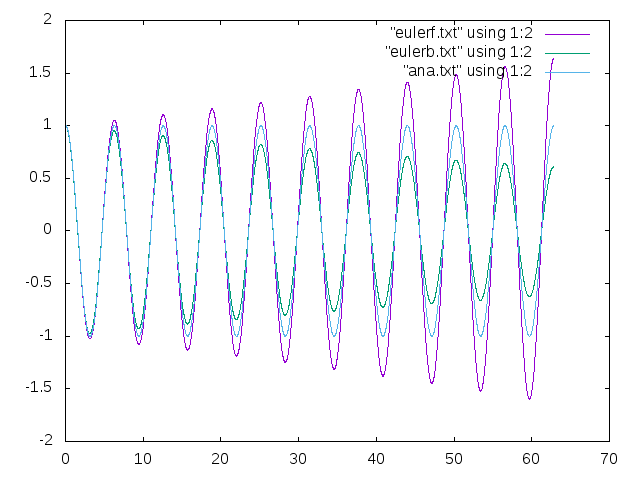 2
1.5
1
0.5
0
-0.5
-1
-1.5
-2
0 10 20 30 40 50 60 70
"eulerf.txt" using 1:2
"eulerb.txt" using 1:2
"ana.txt" using 1:2